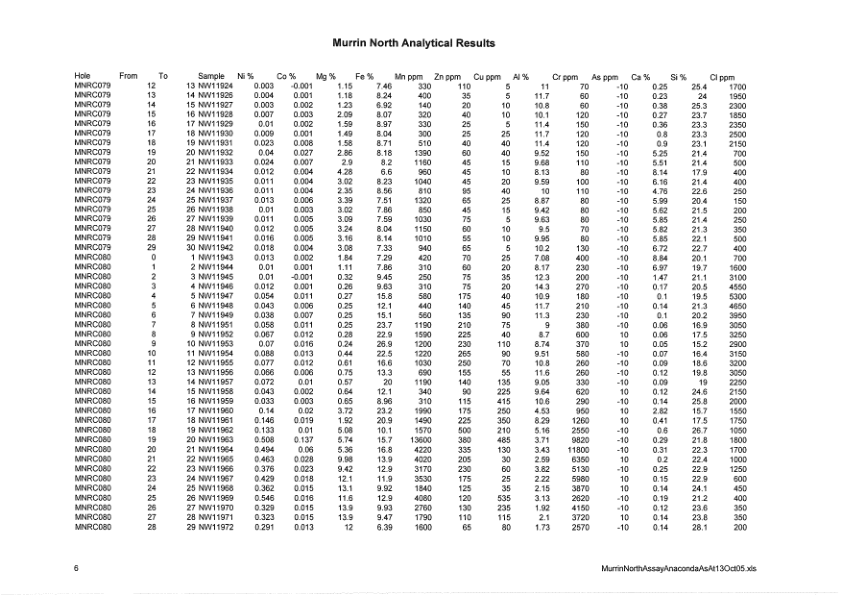 Murrin North Analytical Results
Hole From To Sample Ni % Co % Mg % Fe % Mn ppm Zn ppm Cu ppm Al % Cr ppm As ppm Ca % Si % Cl ppm
MNRC079 12 13 NW11924 0.003 -0.001 1.15 7.46 330 110 5 11 70 -10 0.25 25.4 1700
MNRC079 13 14 NW11926 0.004 0.001 1.18 8.24 400 35 5 11.7 60 -10 0.23 24 1950
MNRC079 14 15 NW11927 0.003 0.002 1.23 6.92 140 20 10 10.8 60 -10 0.38 25.3 2300
MNRC079 15 16 NW11928 0.007 0.003 2.09 8.07 320 40 10 10.1 120 -10 0.27 23.7 1850
MNRC079 16 17 NW11929 0.01 0.002 1.59 8.97 330 25 5 11.4 150 -10 0.36 23.3 2350
MNRC079 17 18 NW11930 0.009 0.001 1.49 8.04 300 25 25 11.7 120 -10 0.8 23.3 2500
MNRC079 18 19 NW11931 0.023 0.008 1.58 8.71 510 40 40 11.4 120 -10 0.9 23.1 2150
MNRC079 19 20 NW11932 0.04 0.027 2.86 8.18 1390 60 40 9.52 150 -10 5.25 21.4 700
MNRC079 20 21 NW11933 0.024 0.007 2.9 8.2 1160 45 15 9.68 110 -10 5.51 21.4 500
MNRC079 21 22 NW11934 0.012 0.004 4.28 6.6 960 45 10 8.13 80 -10 8.14 17.9 400
MNRC079 22 23 NW11935 0.011 0.004 3.02 8.23 1040 45 20 9.59 100 -10 6.16 21.4 400
MNRC079 23 24 NW11936 0.011 0.004 2.35 8.56 810 95 40 10 110 -10 4.76 22.6 250
MNRC079 24 25 NW11937 0.013 0.006 3.39 7.51 1320 65 25 8.87 80 -10 5.99 20.4 150
MNRC079 25 26 NW11938 0.01 0.003 3.02 7.86 850 45 15 9.42 80 -10 5.62 21.5 200
MNRC079 26 27 NW11939 0.011 0.005 3.09 7.59 1030 75 5 9.63 80 -10 5.85 21.4 250
MNRC079 27 28 NW11940 0.012 0.005 3.24 8.04 1150 60 10 9.5 70 -10 5.82 21.3 350
MNRC079 28 29 NW11941 0.016 0.005 3.16 8.14 1010 55 10 9.95 80 -10 5.85 22.1 500
MNRC079 29 30 NW11942 0.018 0.004 3.08 7.33 940 65 5 10.2 130 -10 6.72 22.7 400
MNRC080 0 1 NW11943 0.013 0.002 1.84 7.29 420 70 25 7.08 400 -10 8.84 20.1 700
MNRC080 1 2 NW11944 0.01 0.001 1.11 7.86 310 60 20 8.17 230 -10 6.97 19.7 1600
MNRC080 2 3 NW11945 0.01 -0.001 0.32 9.45 250 75 35 12.3 200 -10 1.47 21.1 3100
MNRC080 3 4 NW11946 0.012 0.001 0.26 9.63 310 75 20 14.3 270 -10 0.17 20.5 4550
MNRC080 4 5 NW11947 0.054 0.011 0.27 15.8 580 175 40 10.9 180 -10 0.1 19.5 5300
MNRC080 5 6 NW11948 0.043 0.006 0.25 12.1 440 140 45 11.7 210 -10 0.14 21.3 4650
MNRC080 6 7 NW11949 0.038 0.007 0.25 15.1 560 135 90 11.3 230 -10 0.1 20.2 3950
MNRC080 7 8 NW11951 0.058 0.011 0.25 23.7 1190 210 75 9 380 -10 0.06 16.9 3050
MNRC080 8 9 NW11952 0.067 0.012 0.28 22.9 1590 225 40 8.7 600 10 0.06 17.5 3250
MNRC080 9 10 NW11953 0.07 0.016 0.24 26.9 1200 230 110 8.74 370 10 0.05 15.2 2900
MNRC080 10 11 NW11954 0.088 0.013 0.44 22.5 1220 265 90 9.51 580 -10 0.07 16.4 3150
MNRC080 11 12 NW11955 0.077 0.012 0.61 16.6 1030 250 70 10.8 260 -10 0.09 18.6 3200
MNRC080 12 13 NW11956 0.066 0.006 0.75 13.3 690 155 55 11.6 260 -10 0.12 19.8 3050
MNRC080 13 14 NW11957 0.072 0.01 0.57 20 1190 140 135 9.05 330 -10 0.09 19 2250
MNRC080 14 15 NW11958 0.043 0.002 0.64 12.1 340 90 225 9.64 620 10 0.12 24.6 2150
MNRC080 15 16 NW11959 0.033 0.003 0.65 8.96 310 115 415 10.6 290 -10 0.14 25.8 2000
MNRC080 16 17 NW11960 0.14 0.02 3.72 23.2 1990 175 250 4.53 950 10 2.82 15.7 1550
MNRC080 17 18 NW11961 0.146 0.019 1.92 20.9 1490 225 350 8.29 1260 10 0.41 17.5 1750
MNRC080 18 19 NW11962 0.133 0.01 5.08 10.1 1570 500 210 5.16 2550 -10 0.6 26.7 1050
MNRC080 19 20 NW11963 0.508 0.137 5.74 15.7 13600 380 485 3.71 9820 -10 0.29 21.8 1800
MNRC080 20 21 NW11964 0.494 0.06 5.36 16.8 4220 335 130 3.43 11800 -10 0.31 22.3 1700
MNRC080 21 22 NW11965 0.463 0.028 9.98 13.9 4020 205 30 2.59 6350 10 0.2 22.4 1000
MNRC080 22 23 NW11966 0.376 0.023 9.42 12.9 3170 230 60 3.82 5130 -10 0.25 22.9 1250
MNRC080 23 24 NW11967 0.429 0.018 12.1 11.9 3530 175 25 2.22 5980 -10 0.15 22.9 600
MNRC080 24 25 NW11968 0.362 0.015 13.1 9.92 1840 125 35 2.15 3870 -10 0.14 24.1 450
MNRC080 25 26 NW11969 0.546 0.016 11.6 12.9 4080 120 535 3.13 2620 -10 0.19 21.2 400
MNRC080 26 27 NW11970 0.329 0.015 13.9 9.93 2760 130 235 1.92 4150 -10 0.12 23.6 350
MNRC080 27 28 NW11971 0.323 0.015 13.9 9.47 1790 110 115 2.1 3720 10 0.14 23.8 350
MNRC080 28 29 NW11972 0.291 0.013 12 6.39 1600 65 80 1.73 2570 -10 0.14 28.1 200
6 MurrinNorthAssayAnacondaAsAt13Oct05.xls